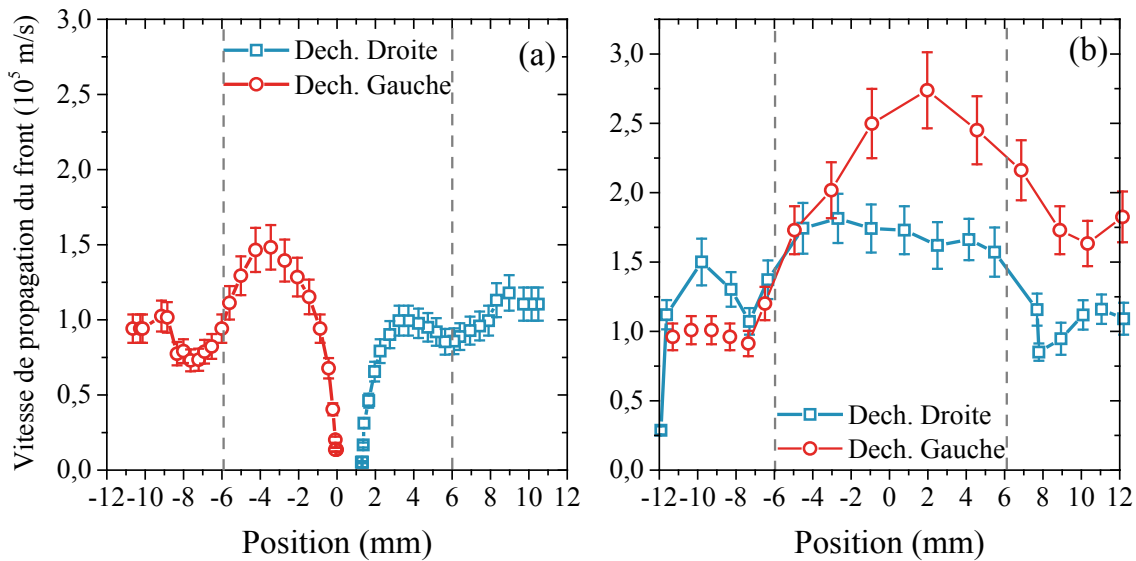 Vitesse de propagation du front (10⁵ m/s)
3,0
2,5
2,0
1,5
1,0
0,5
0,0
Dech. Droite
Dech. Gauche
(a)
-12 -10 -8 -6 -4 -2 0 2 4 6 8 10 12
Position (mm)
3,0
2,5
2,0
1,5
1,0
0,5
0,0
(b)
Dech. Droite
Dech. Gauche
-12 -10 -8 -6 -4 -2 0 2 4 6 8 10 12
Position (mm)